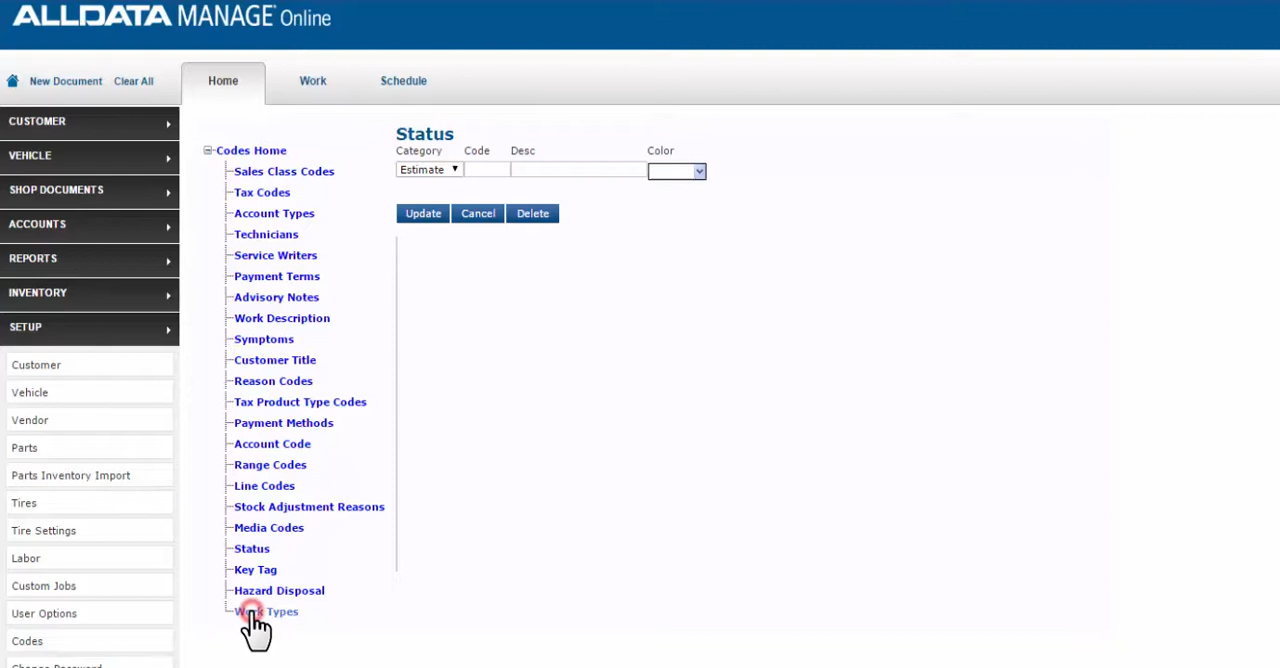 ALLDATA MANAGE Online
New Document Clear All Home Work Schedule
CUSTOMER
VEHICLE
SHOP DOCUMENTS
ACCOUNTS
REPORTS
INVENTORY
SETUP
Customer
Vehicle
Vendor
Parts
Parts Inventory Import
Tires
Tire Settings
Labor
Custom Jobs
User Options
Codes
Change Password
Codes Home
Sales Class Codes
Tax Codes
Account Types
Technicians
Service Writers
Payment Terms
Advisory Notes
Work Description
Symptoms
Customer Title
Reason Codes
Tax Product Type Codes
Payment Methods
Account Code
Range Codes
Line Codes
Stock Adjustment Reasons
Media Codes
Status
Key Tag
Hazard Disposal
Work Types
Status
Category Code Desc Color
Estimate
Update Cancel Delete